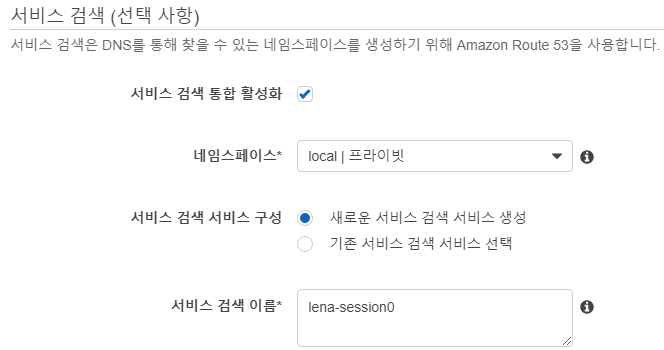 서비스 검색 (선택 사항)
서비스 검색은 DNS를 통해 찾을 수 있는 네임스페이스를 생성하기 위해 Amazon Route 53을 사용합니다.
서비스 검색 통합 활성화
네임스페이스* local | 프라이빗
서비스 검색 서비스 구성 새로운 서비스 검색 서비스 생성
기존 서비스 검색 서비스 선택
서비스 검색 이름* lena-session0